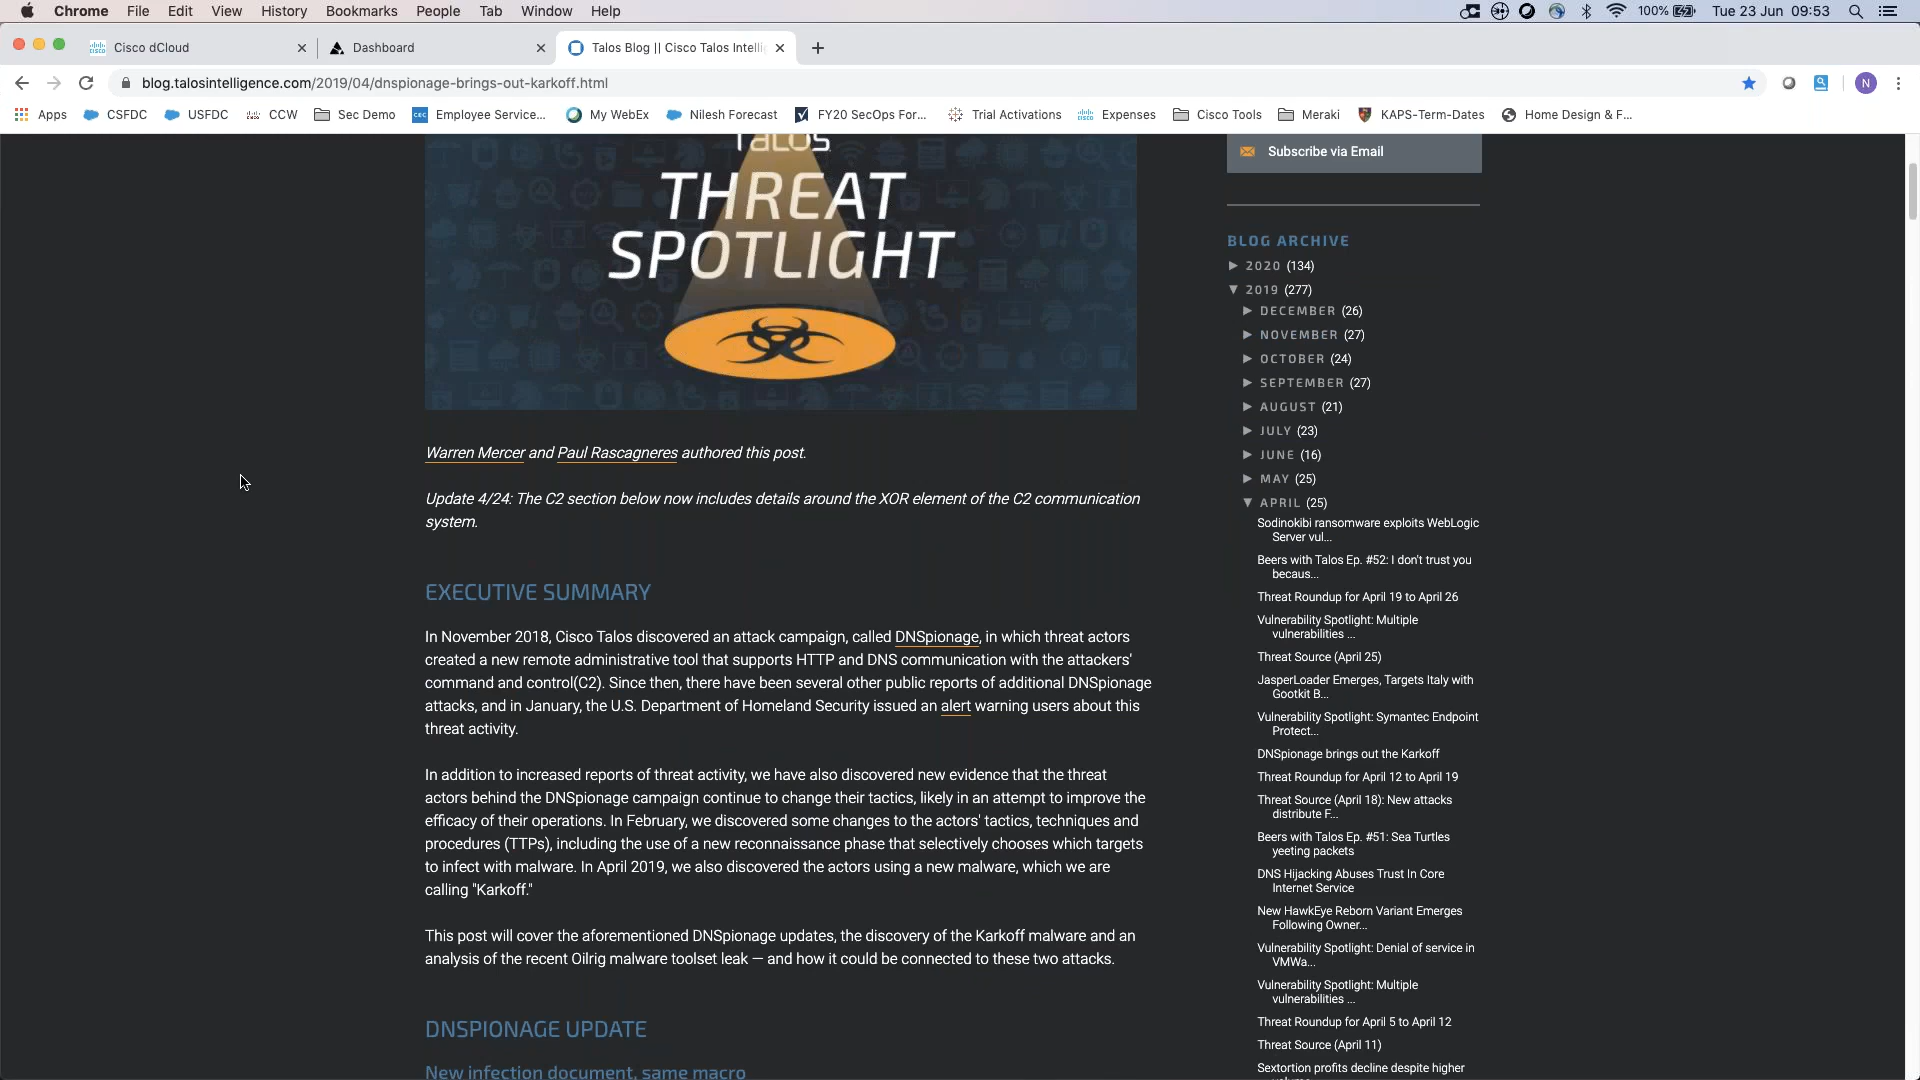 Chrome File Edit View History Bookmarks People Tab Window Help 100% Tue 23 Jun 09:53
Cisco dCloud Dashboard Talos Blog || Cisco Talos Intelli
blog.talosintelligence.com/2019/04/dnspionage-brings-out-karkoff.html N
Apps CSFDC USFDC CCW Sec Demo Employee Service... My WebEx Nilesh Forecast FY20 SecOps For... Trial Activations Expenses Cisco Tools Meraki KAPS-Term-Dates Home Design & F...
TALOS
THREAT
SPOTLIGHT
Warren Mercer and Paul Rascagneres authored this post.
Update 4/24: The C2 section below now includes details around the XOR element of the C2 communication
system.
EXECUTIVE SUMMARY
In November 2018, Cisco Talos discovered an attack campaign, called DNSpionage, in which threat actors
created a new remote administrative tool that supports HTTP and DNS communication with the attackers'
command and control(C2). Since then, there have been several other public reports of additional DNSpionage
attacks, and in January, the U.S. Department of Homeland Security issued an alert warning users about this
threat activity.
In addition to increased reports of threat activity, we have also discovered new evidence that the threat
actors behind the DNSpionage campaign continue to change their tactics, likely in an attempt to improve the
efficacy of their operations. In February, we discovered some changes to the actors' tactics, techniques and
procedures (TTPs), including the use of a new reconnaissance phase that selectively chooses which targets
to infect with malware. In April 2019, we also discovered the actors using a new malware, which we are
calling "Karkoff."
This post will cover the aforementioned DNSpionage updates, the discovery of the Karkoff malware and an
analysis of the recent Oilrig malware toolset leak — and how it could be connected to these two attacks.
DNSPIONAGE UPDATE
New infection document, same macro
Subscribe via Email
BLOG ARCHIVE
► 2020 (134)
▼ 2019 (277)
► DECEMBER (26)
► NOVEMBER (27)
► OCTOBER (24)
► SEPTEMBER (27)
► AUGUST (21)
► JULY (23)
► JUNE (16)
► MAY (25)
▼ APRIL (25)
Sodinokibi ransomware exploits WebLogic
Server vul...
Beers with Talos Ep. #52: I don't trust you
becaus...
Threat Roundup for April 19 to April 26
Vulnerability Spotlight: Multiple
vulnerabilities ...
Threat Source (April 25)
JasperLoader Emerges, Targets Italy with
Gootkit B...
Vulnerability Spotlight: Symantec Endpoint
Protect...
DNSpionage brings out the Karkoff
Threat Roundup for April 12 to April 19
Threat Source (April 18): New attacks
distribute F...
Beers with Talos Ep. #51: Sea Turtles
yeeting packets
DNS Hijacking Abuses Trust In Core
Internet Service
New HawkEye Reborn Variant Emerges
Following Owner...
Vulnerability Spotlight: Denial of service in
VMWa...
Vulnerability Spotlight: Multiple
vulnerabilities ...
Threat Roundup for April 5 to April 12
Threat Source (April 11)
Sextortion profits decline despite higher